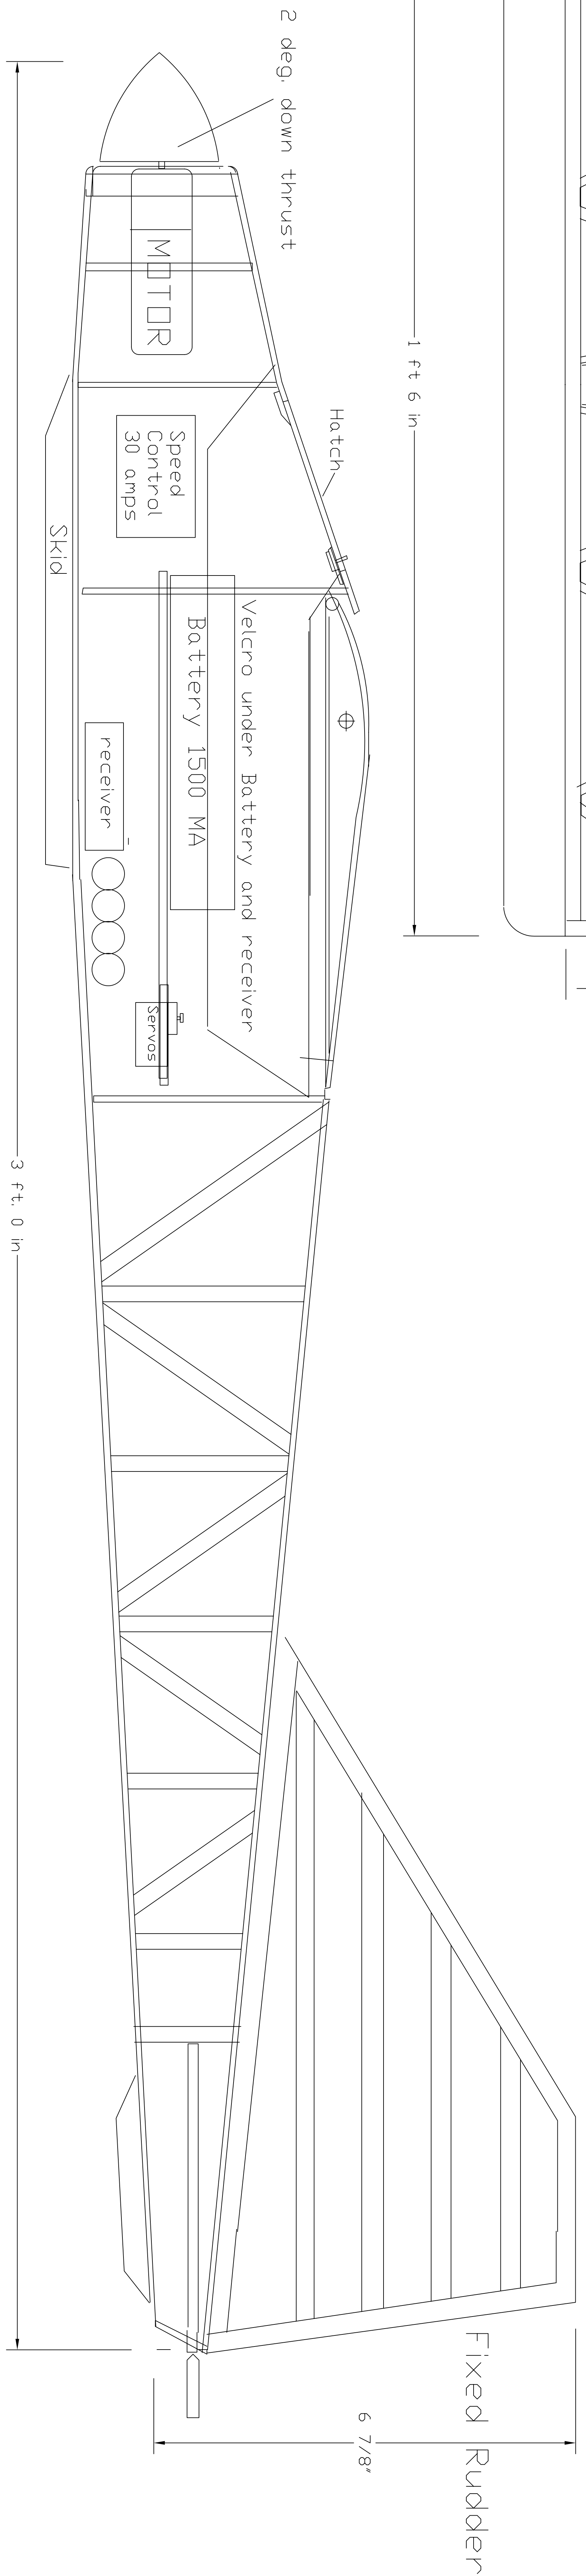 2 deg. down thrust
MOTOR
1 ft 6 in
Hatch
Speed
Control
30 amps
Skid
Velcro under Battery and receiver
Battery 1500 MA
receiver
Servos
3 ft. 0 in
Fixed Rudder
6 7/8"